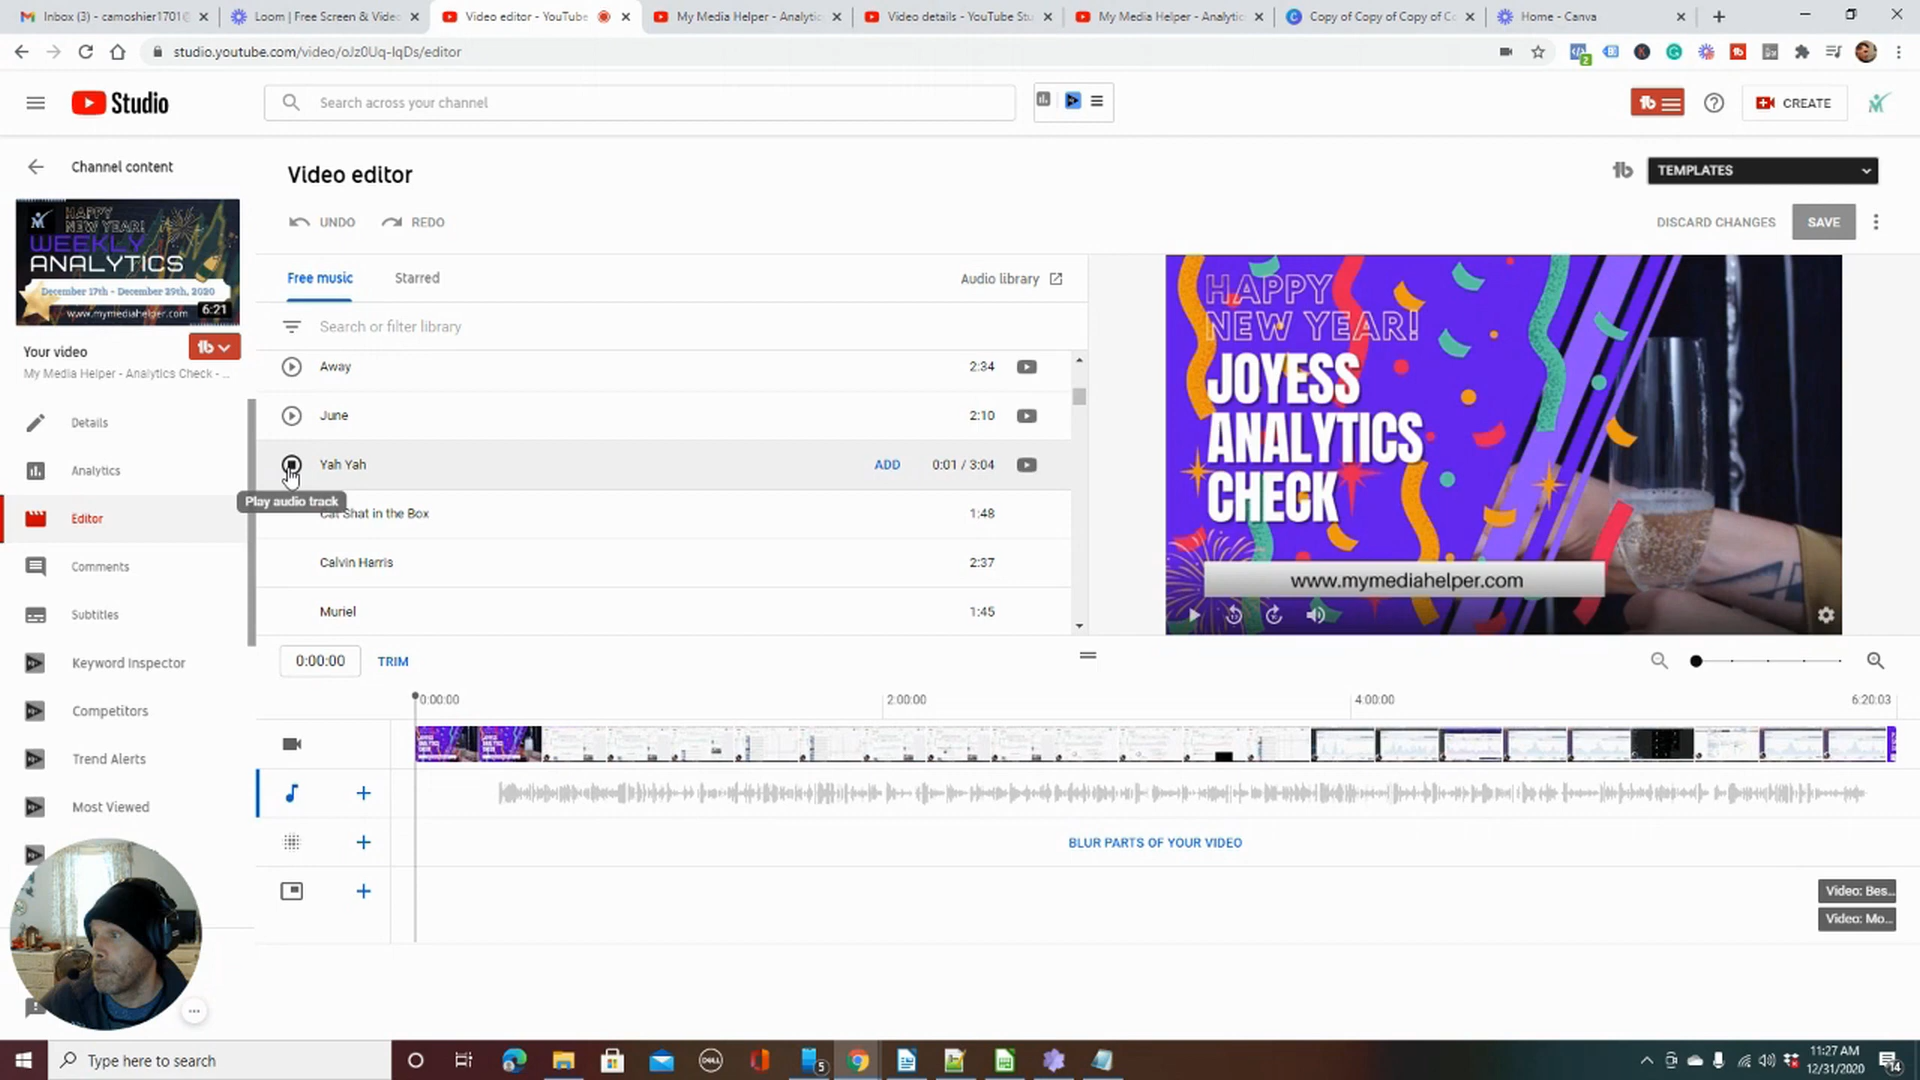 Inbox (3) - camoshier1701@
Loom | Free Screen & Video
Video editor - YouTube
My Media Helper - Analytic
Video details - YouTube Stu
My Media Helper - Analytic
Copy of Copy of Copy of Co
Home - Canva
studio.youtube.com/video/oJz0Uq-IqDs/editor
2
Studio
Search across your channel
CREATE
Channel content
Video editor
TEMPLATES
UNDO
REDO
DISCARD CHANGES
SAVE
HAPPY
NEW YEAR!
WEEKLY
ANALYTICS
December 17th - December 29th, 2020
www.mymediahelper.com
6:21
Your video
My Media Helper - Analytics Check - ...
Details
Analytics
Editor
Comments
Subtitles
Keyword Inspector
Competitors
Trend Alerts
Most Viewed
Free music
Starred
Audio library
Search or filter library
Away 2:34
June 2:10
Yah Yah ADD 0:01 / 3:04
Play audio track
Cat Shat in the Box 1:48
Calvin Harris 2:37
Muriel 1:45
HAPPY
NEW YEAR!
JOYESS
ANALYTICS
CHECK
www.mymediahelper.com
0:00:00
TRIM
0:00:00
2:00:00
4:00:00
6:20:03
BLUR PARTS OF YOUR VIDEO
Video: Bes...
Video: Mo...
Type here to search
DELL
5
11:27 AM
12/31/2020
14